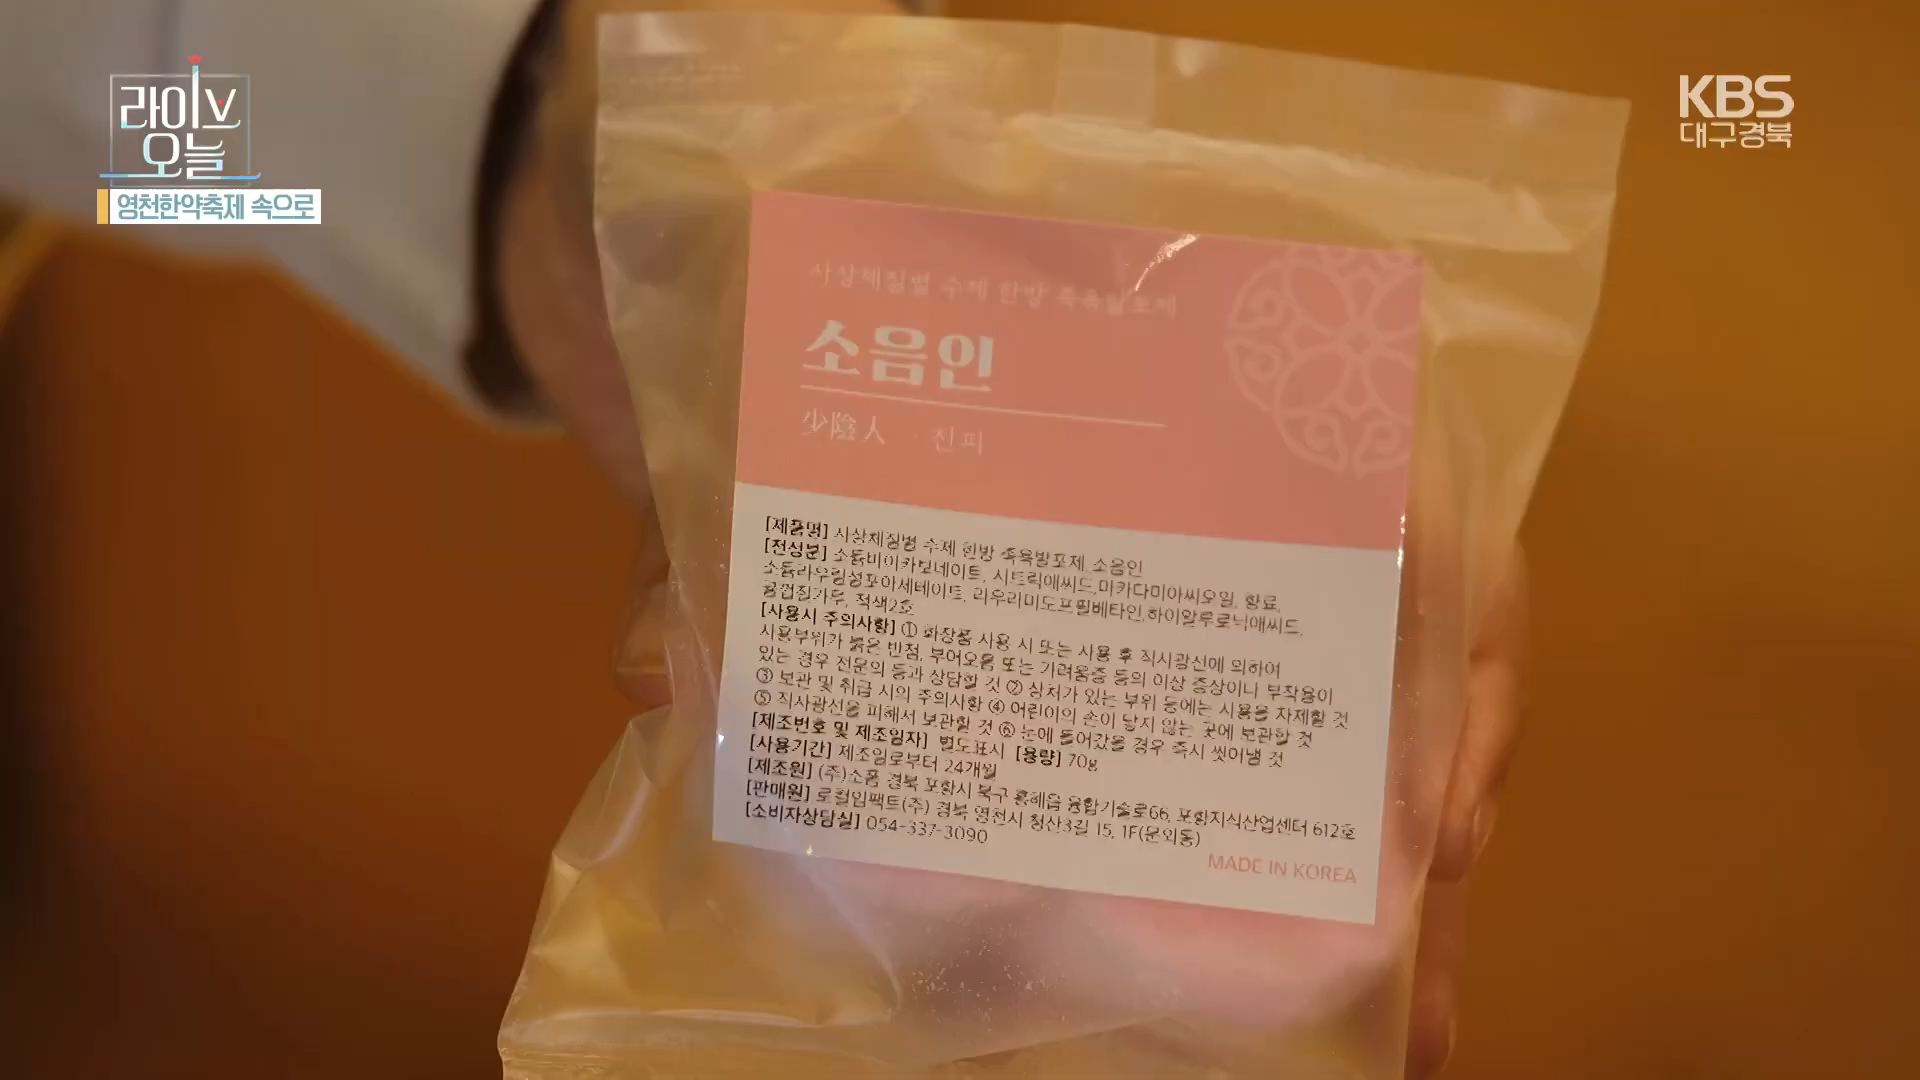 라이브
오늘
영천한약축제 속으로
KBS
대구경북
사상체질별 수제 한방 족욕발포제
소음인
少陰人 · 진피
[제품명] 사상체질별 수제 한방 족욕발포제 소음인
[전성분] 소듐비이카보네이트, 시트릭애씨드,마카다미아씨오일, 향료,
소듐라우릴설포아세테이트, 라우라미도프로필베타인,하이알루로닉애씨드,
귤껍질가루, 적색2호
[사용시 주의사항] ① 화장품 사용 시 또는 사용 후 직사광선에 의하여
사용부위가 붉은 반점, 부어오름 또는 가려움증 등의 이상 증상이나 부작용이
있는 경우 전문의 등과 상담할 것 ② 상처가 있는 부위 등에는 사용을 자제할 것
③ 보관 및 취급 시의 주의사항 ④ 어린이의 손이 닿지 않는 곳에 보관할 것
⑤ 직사광선을 피해서 보관할 것 ⑥ 눈에 들어갔을 경우 즉시 씻어낼 것
[제조번호 및 제조일자] 별도표시 [용량] 70g
[사용기간] 제조일로부터 24개월
[제조원] (주)소폼 경북 포항시 북구 흥해읍 융합기술로66, 포항지식산업센터 612호
[판매원] 로컬임팩트(주) 경북 영천시 청산3길 15, 1F(문외동)
[소비자상담실] 054-337-3090
MADE IN KOREA